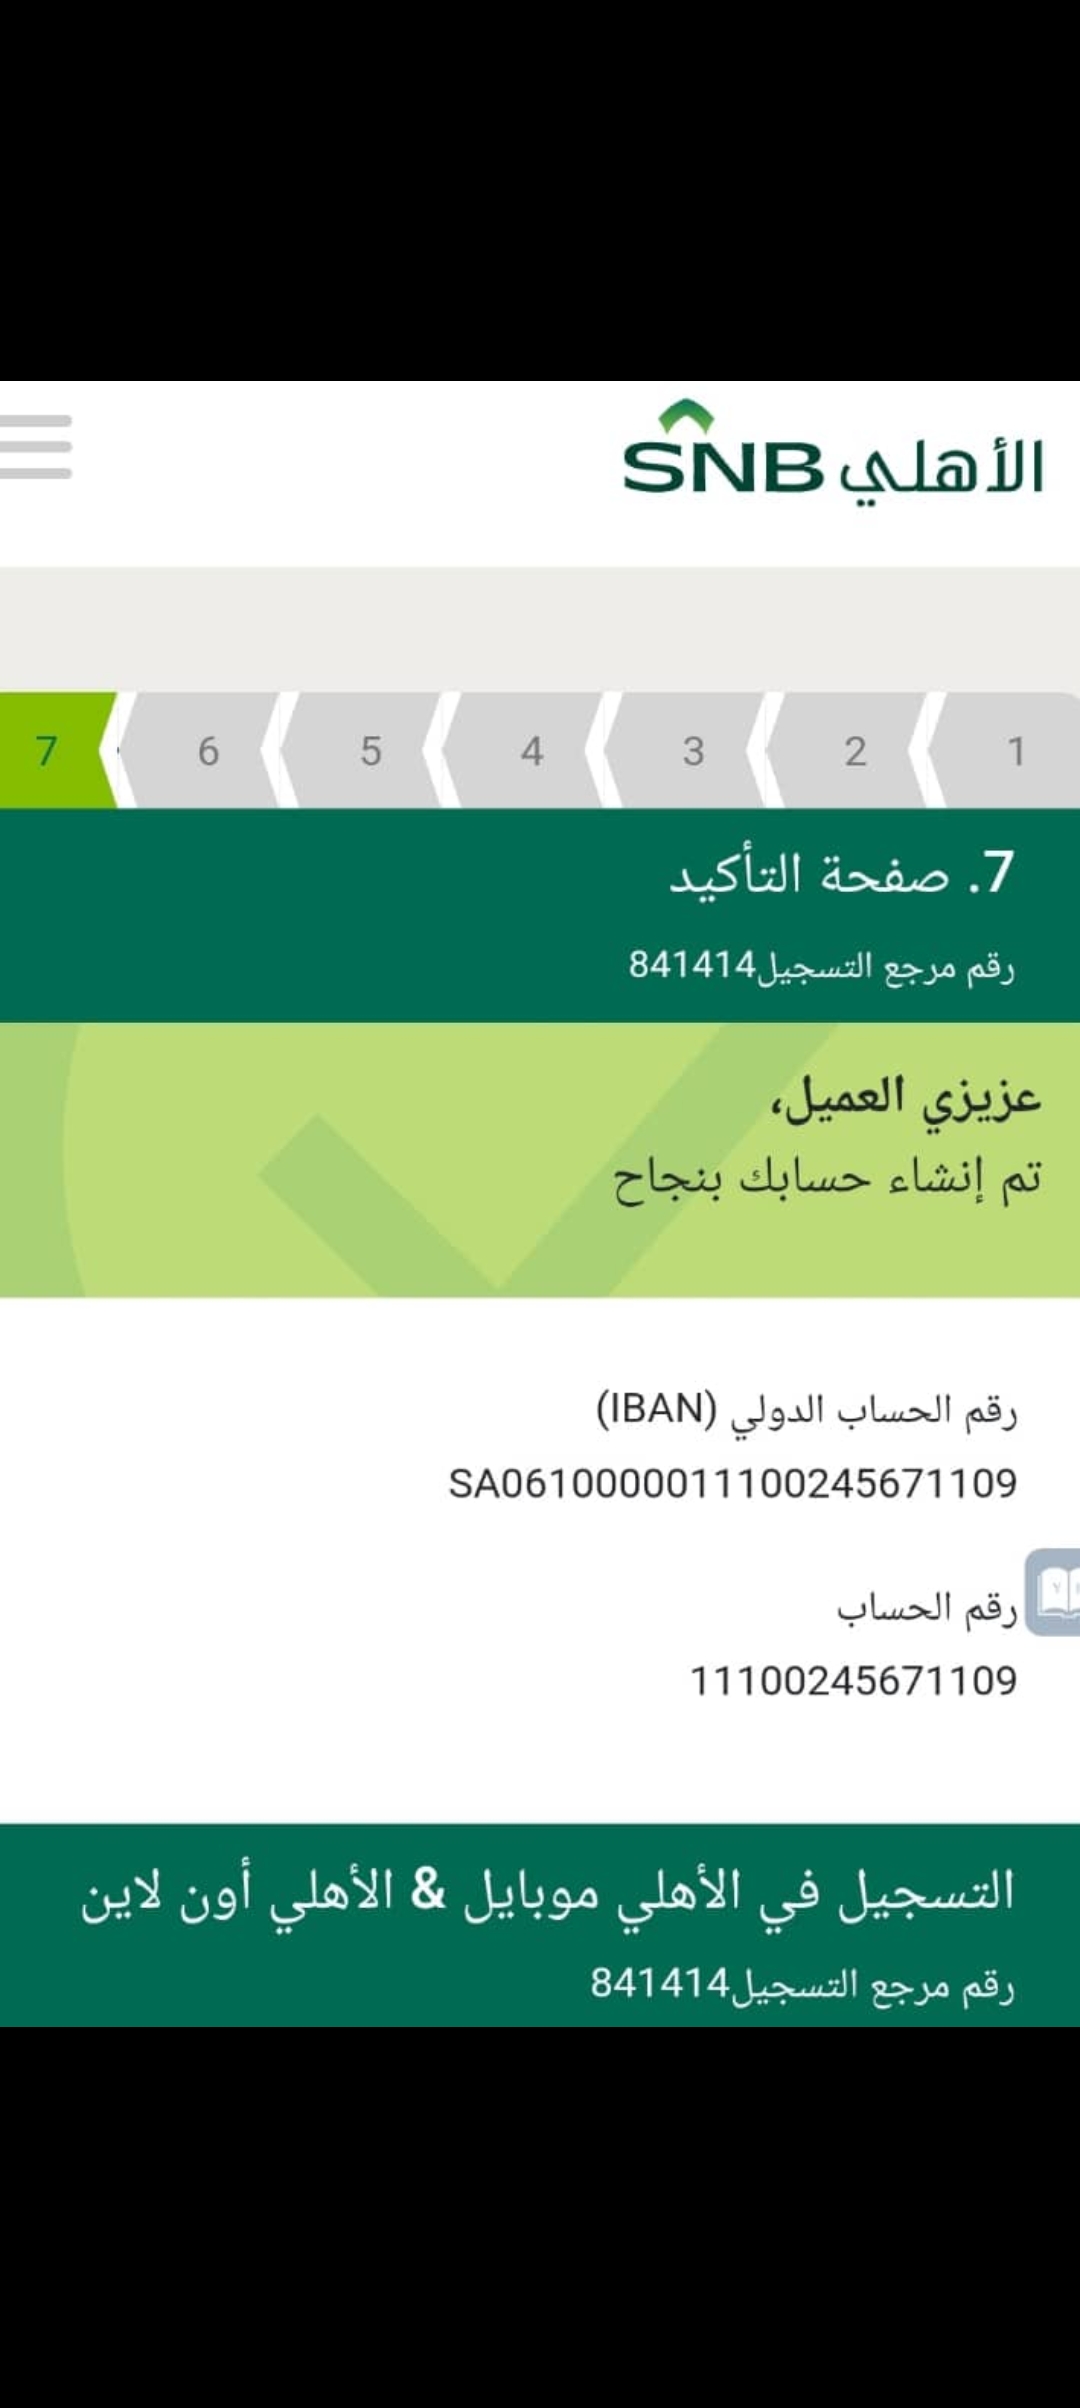 الأهلي SNB
1 2 3 4 5 6 7
7. صفحة التأكيد
رقم مرجع التسجيل841414
عزيزي العميل،
تم إنشاء حسابك بنجاح
رقم الحساب الدولي (IBAN)
SA0610000011100245671109
رقم الحساب
11100245671109
التسجيل في الأهلي موبايل & الأهلي أون لاين
رقم مرجع التسجيل841414